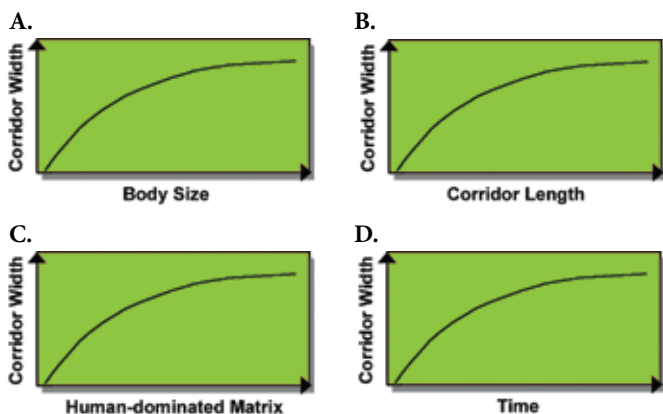 A.
B.
Corridor Width
Corridor Width
Body Size
Corridor Length
C.
D.
Corridor Width
Corridor Width
Human-dominated Matrix
Time